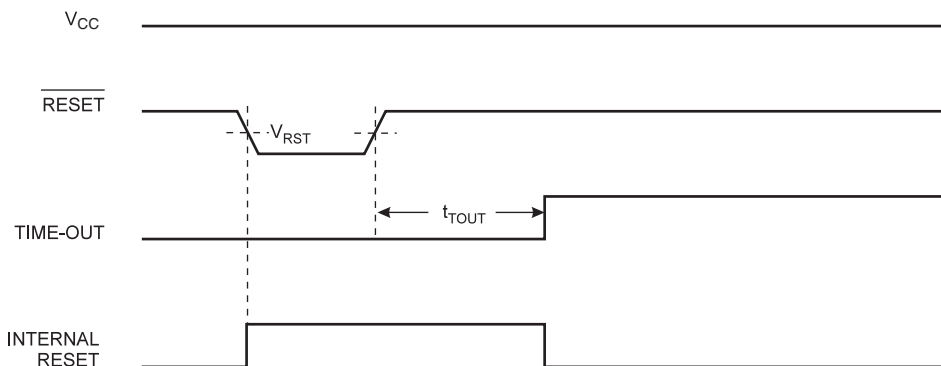 VCC
RESET
VRST
tTOUT
TIME-OUT
INTERNAL
RESET